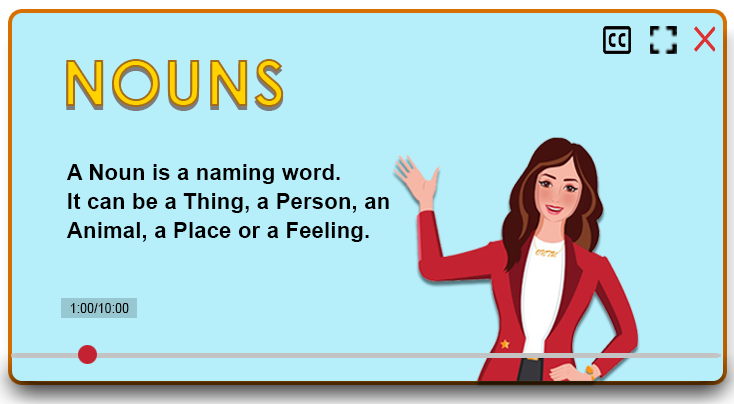 CC
NOUNS
A Noun is a naming word.
It can be a Thing, a Person, an
Animal, a Place or a Feeling.
1:00/10:00